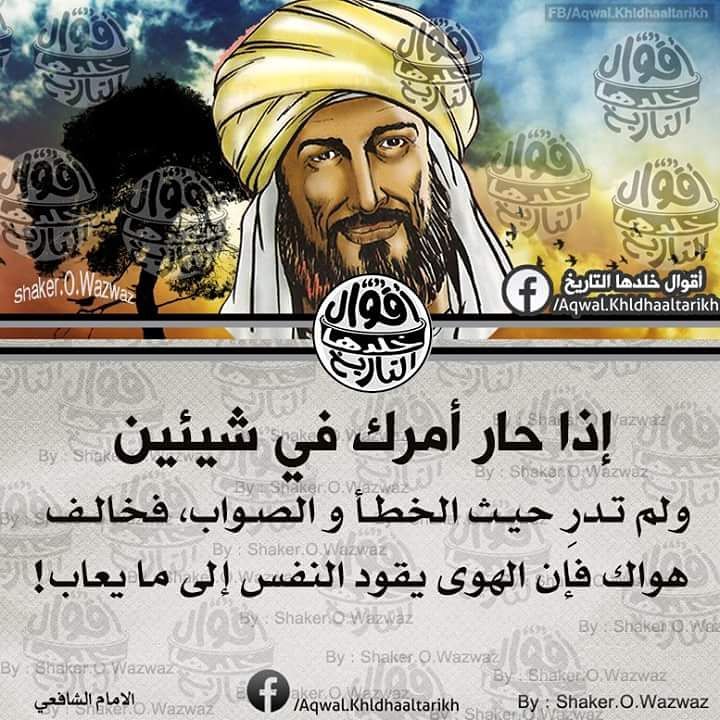 FB/Aqwal.Khldhaaltarikh
Shaker.O.Wazwaz
أقوال خلدها التاريخ
/Aqwal.Khldhaaltarikh
أقوال
خلدها
التاريخ
إذا حار أمرك في شيئين
ولم تدرِ حيث الخطأ و الصواب، فخالف
هواك فإن الهوى يقود النفس إلى ما يعاب!
الامام الشافعي
/Aqwal.Khldhaaltarikh
By : Shaker.O.Wazwaz